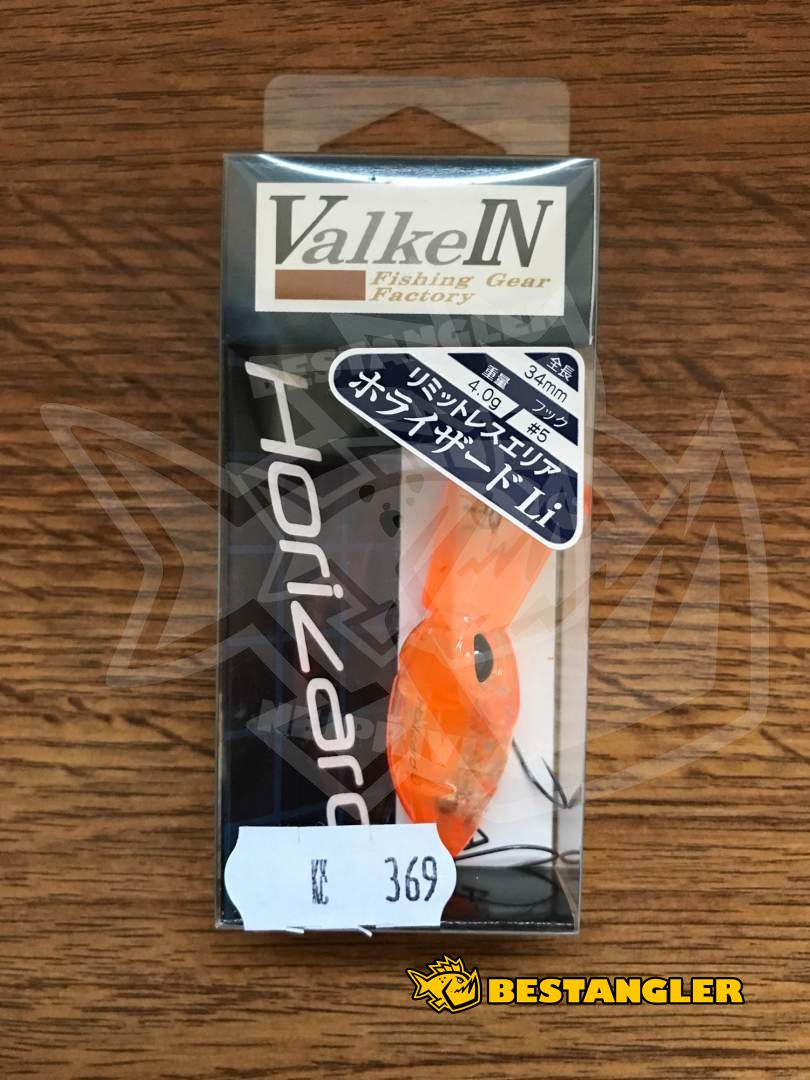 ValkeIN
Fishing Gear
Factory
全長
34mm
重量
フック
4.0g
#5
リミットレスエリア
ホライザードLi
Horizard
Kč 369
BESTANGLER
BESTANGLER